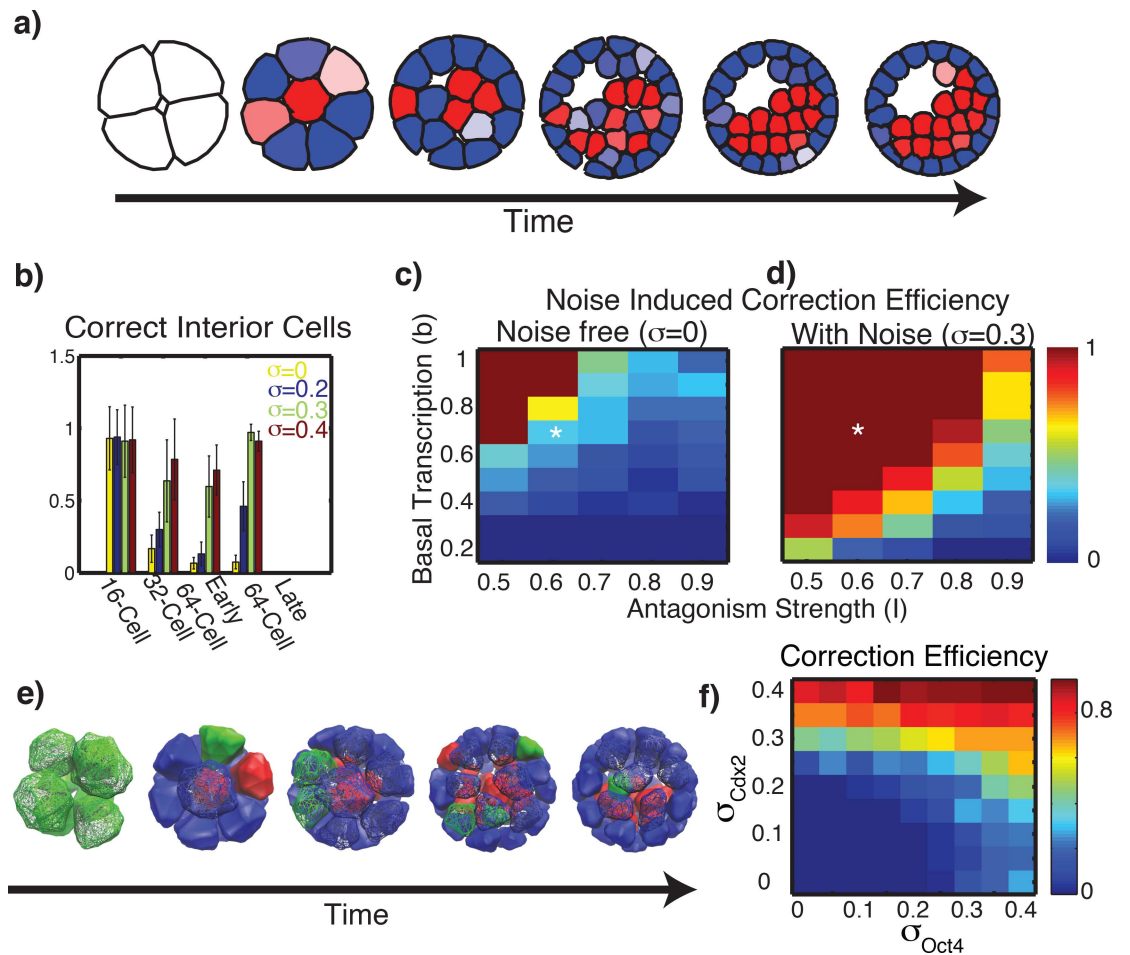 a)
Time
b)
Correct Interior Cells
1.5
1
0.5
0
σ=0
σ=0.2
σ=0.3
σ=0.4
16-Cell
32-Cell
64-Cell
Early
64-Cell
Late
c)
d)
Noise Induced Correction Efficiency
Noise free (σ=0)
With Noise (σ=0.3)
Basal Transcription (b)
1
0.8
0.6
0.4
0.2
*
*
1
0
0.5 0.6 0.7 0.8 0.9
0.5 0.6 0.7 0.8 0.9
Antagonism Strength (I)
e)
Time
f)
Correction Efficiency
σCdx2
0.4
0.3
0.2
0.1
0
0 0.1 0.2 0.3 0.4
σOct4
0.8
0